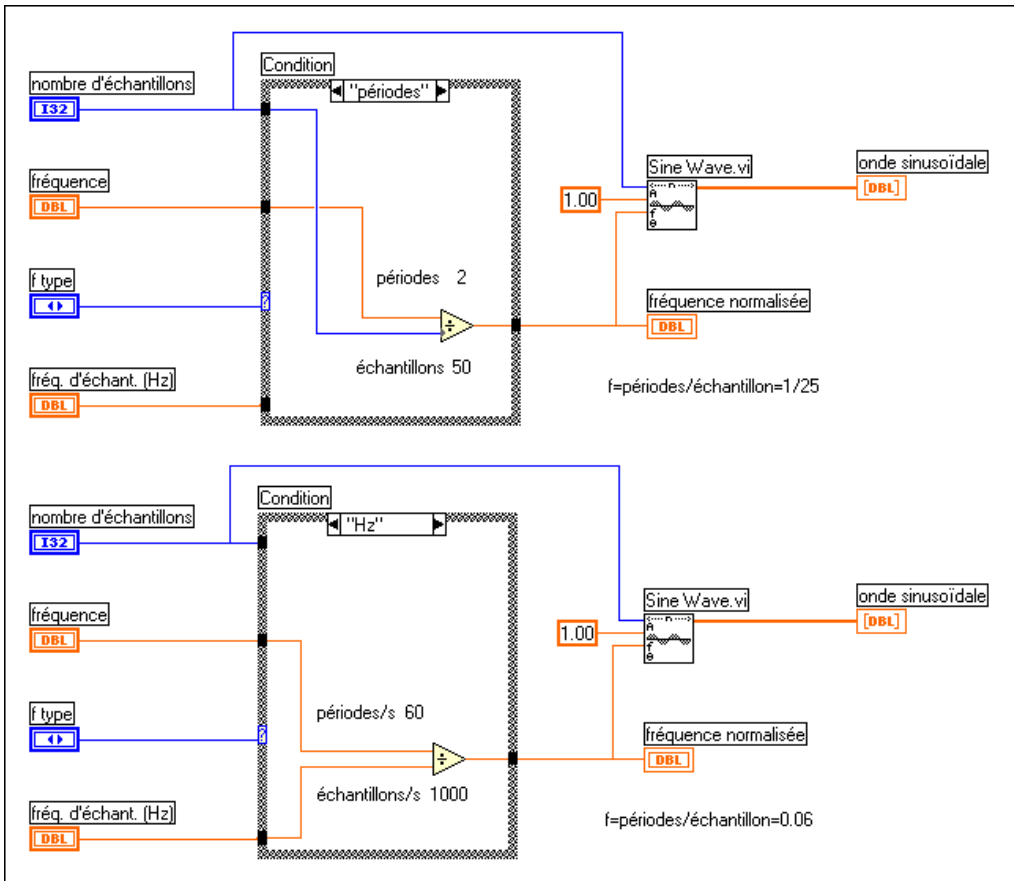 Condition
nombre d'échantillons
"périodes"
I32
Sine Wave.vi
onde sinusoïdale
fréquence
n
A
f
θ
[DBL]
DBL
1.00
f type
?
périodes 2
fréquence normalisée
÷
DBL
échantillons 50
fréq. d'échant. (Hz)
f=périodes/échantillon=1/25
DBL
Condition
nombre d'échantillons
"Hz"
I32
Sine Wave.vi
onde sinusoïdale
fréquence
n
A
f
θ
[DBL]
DBL
1.00
f type
?
périodes/s 60
fréquence normalisée
÷
DBL
échantillons/s 1000
fréq. d'échant. (Hz)
f=périodes/échantillon=0.06
DBL